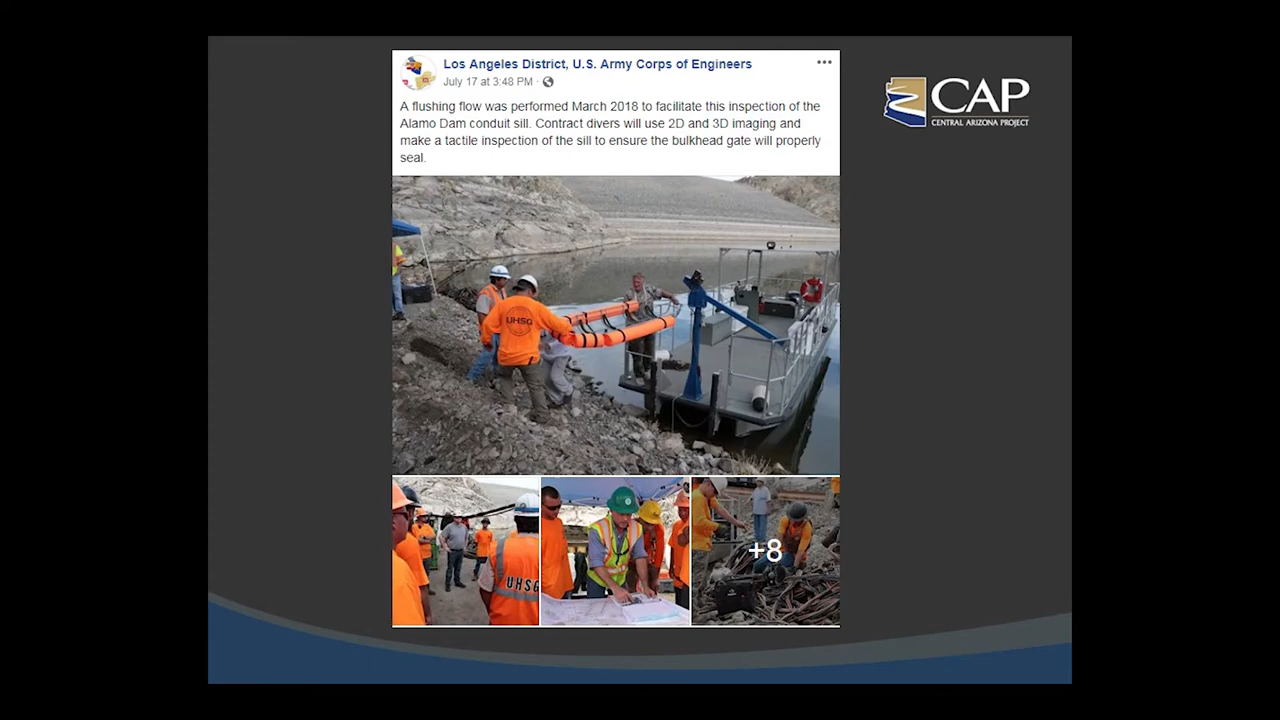 Los Angeles District, U.S. Army Corps of Engineers
July 17 at 3:48 PM ·
A flushing flow was performed March 2018 to facilitate this inspection of the
Alamo Dam conduit sill. Contract divers will use 2D and 3D imaging and
make a tactile inspection of the sill to ensure the bulkhead gate will properly
seal.
CAP
CENTRAL ARIZONA PROJECT
UHSG
UHSG
+8